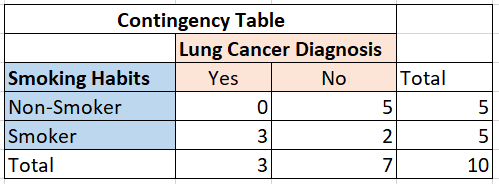 Contingency Table
Lung Cancer Diagnosis
Smoking Habits Yes No Total
Non-Smoker 0 5 5
Smoker 3 2 5
Total 3 7 10